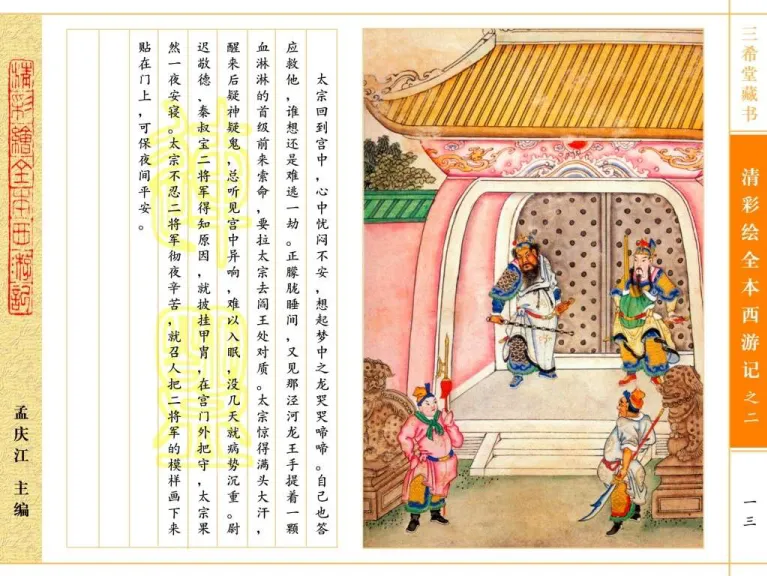 三希堂藏书
清彩绘全本西游记之二
一三
太宗回到宫中，心中忧闷不安，想起梦中之龙哭哭啼啼。自己也答
应救他，谁想还是难逃一劫。正朦胧睡间，又见那泾河龙王手提着一颗
血淋淋的首级前来索命，要拉太宗去阎王处对质。太宗惊得满头大汗，
醒来后疑神疑鬼，总听见宫中异响，难以入眠，没几天就病势沉重。尉
迟敬德、秦叔宝二将军得知原因，就披挂甲胄，在宫门外把守，太宗果
然一夜安寝。太宗不忍二将军彻夜辛苦，就召人把二将军的模样画下来
贴在门上，可保夜间平安。
清彩绘全本西游记
孟庆江 主编